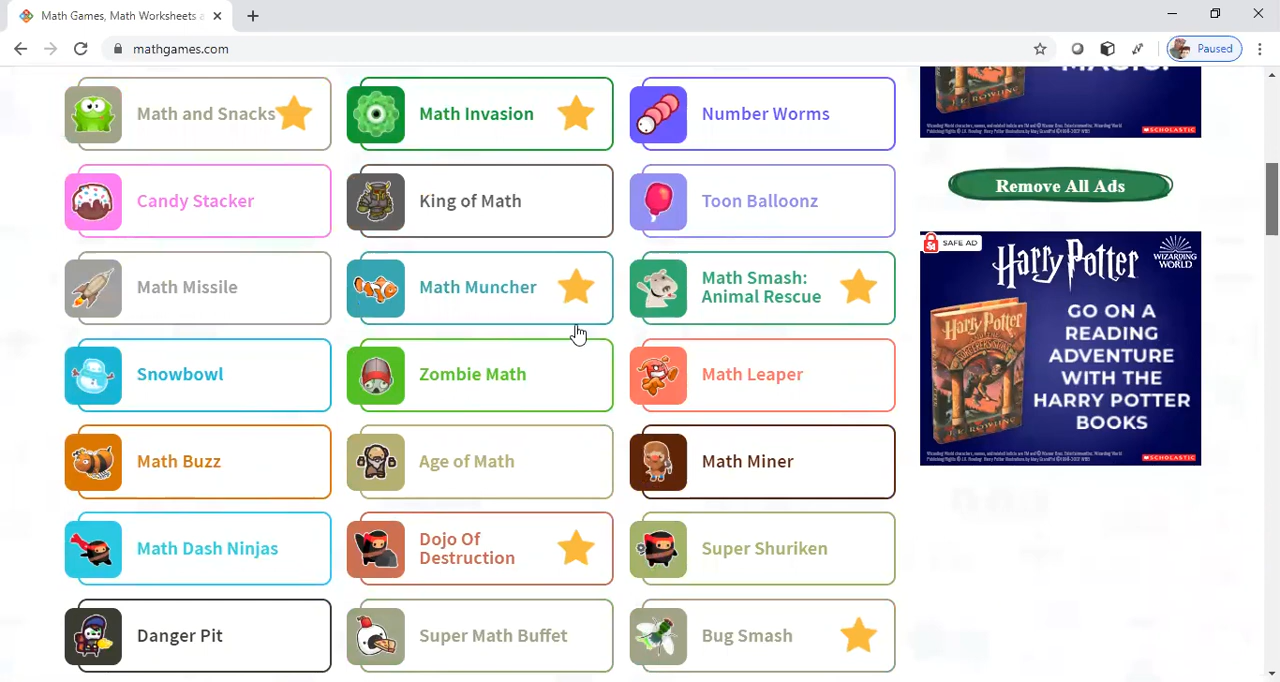 Math Games, Math Worksheets a
mathgames.com
Paused
Math and Snacks
Math Invasion
Number Worms
Candy Stacker
King of Math
Toon Balloonz
Math Missile
Math Muncher
Math Smash:
Animal Rescue
Snowbowl
Zombie Math
Math Leaper
Math Buzz
Age of Math
Math Miner
Math Dash Ninjas
Dojo Of
Destruction
Super Shuriken
Danger Pit
Super Math Buffet
Bug Smash
SCHOLASTIC
Remove All Ads
SAFE AD
Harry Potter
WIZARDING
WORLD
GO ON A
READING
ADVENTURE
WITH THE
HARRY POTTER
BOOKS
SCHOLASTIC